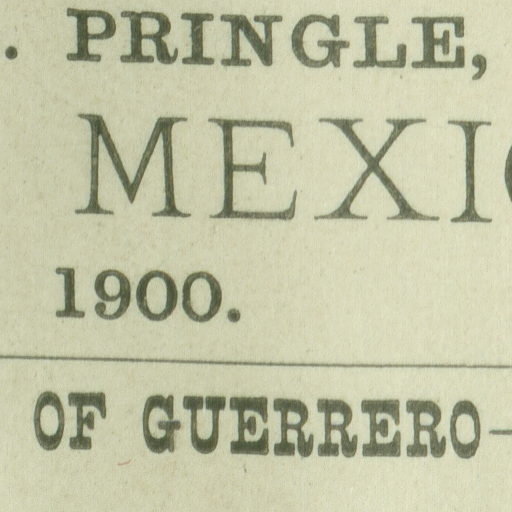 . PRINGLE,
MEXI
1900.
OF GUERRERO—